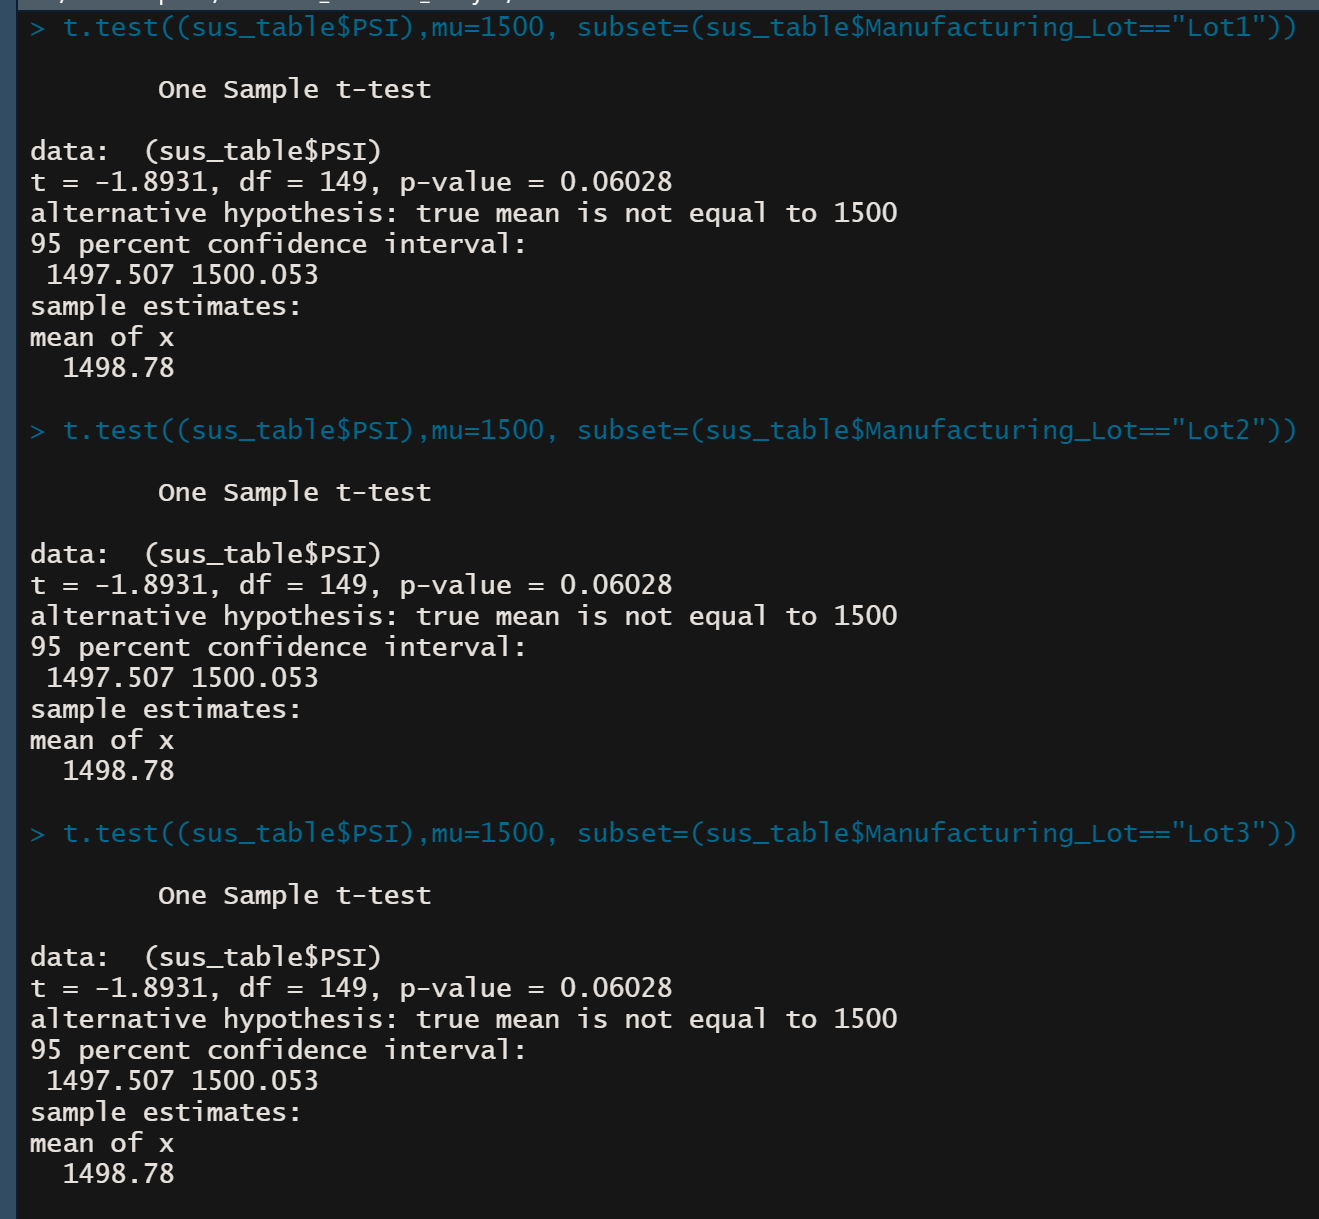 > t.test((sus_table$PSI),mu=1500, subset=(sus_table$Manufacturing_Lot=="Lot1"))
One Sample t-test
data:  (sus_table$PSI)
t = -1.8931, df = 149, p-value = 0.06028
alternative hypothesis: true mean is not equal to 1500
95 percent confidence interval:
 1497.507 1500.053
sample estimates:
mean of x
  1498.78
> t.test((sus_table$PSI),mu=1500, subset=(sus_table$Manufacturing_Lot=="Lot2"))
One Sample t-test
data:  (sus_table$PSI)
t = -1.8931, df = 149, p-value = 0.06028
alternative hypothesis: true mean is not equal to 1500
95 percent confidence interval:
 1497.507 1500.053
sample estimates:
mean of x
  1498.78
> t.test((sus_table$PSI),mu=1500, subset=(sus_table$Manufacturing_Lot=="Lot3"))
One Sample t-test
data:  (sus_table$PSI)
t = -1.8931, df = 149, p-value = 0.06028
alternative hypothesis: true mean is not equal to 1500
95 percent confidence interval:
 1497.507 1500.053
sample estimates:
mean of x
  1498.78